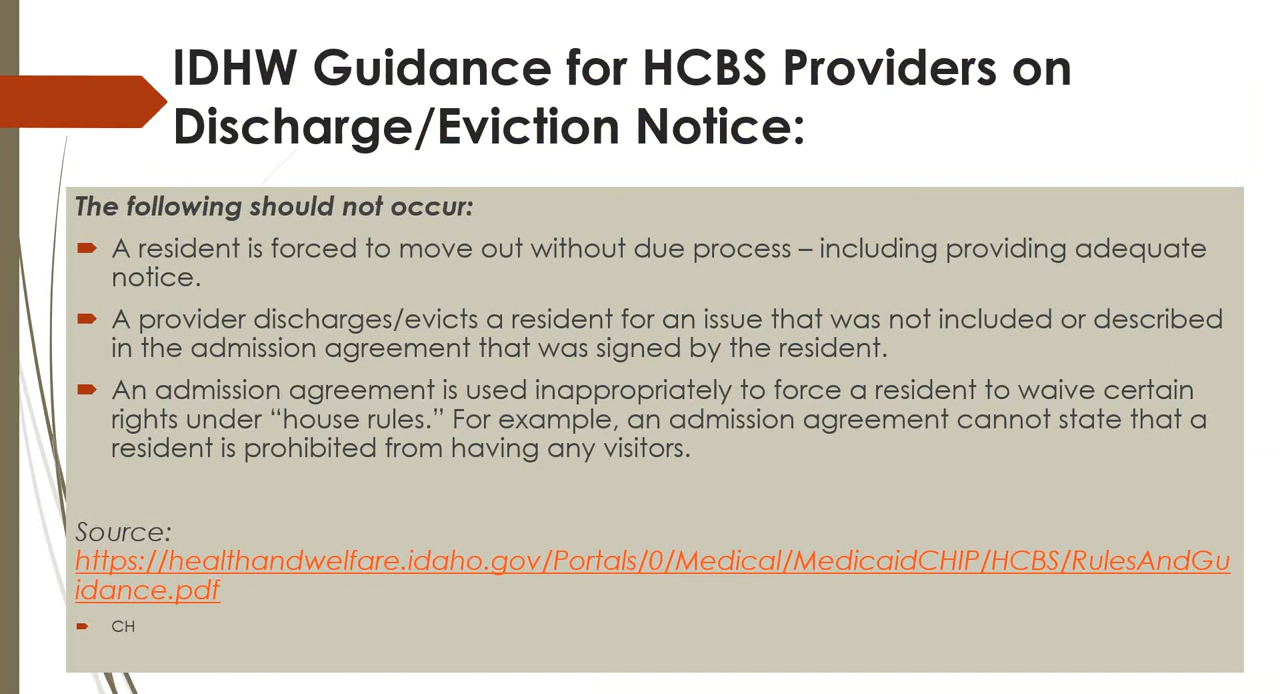 IDHW Guidance for HCBS Providers on
Discharge/Eviction Notice:
The following should not occur:
A resident is forced to move out without due process – including providing adequate
notice.
A provider discharges/evicts a resident for an issue that was not included or described
in the admission agreement that was signed by the resident.
An admission agreement is used inappropriately to force a resident to waive certain
rights under “house rules.” For example, an admission agreement cannot state that a
resident is prohibited from having any visitors.
Source:
https://healthandwelfare.idaho.gov/Portals/0/Medical/MedicaidCHIP/HCBS/RulesAndGu
idance.pdf
CH